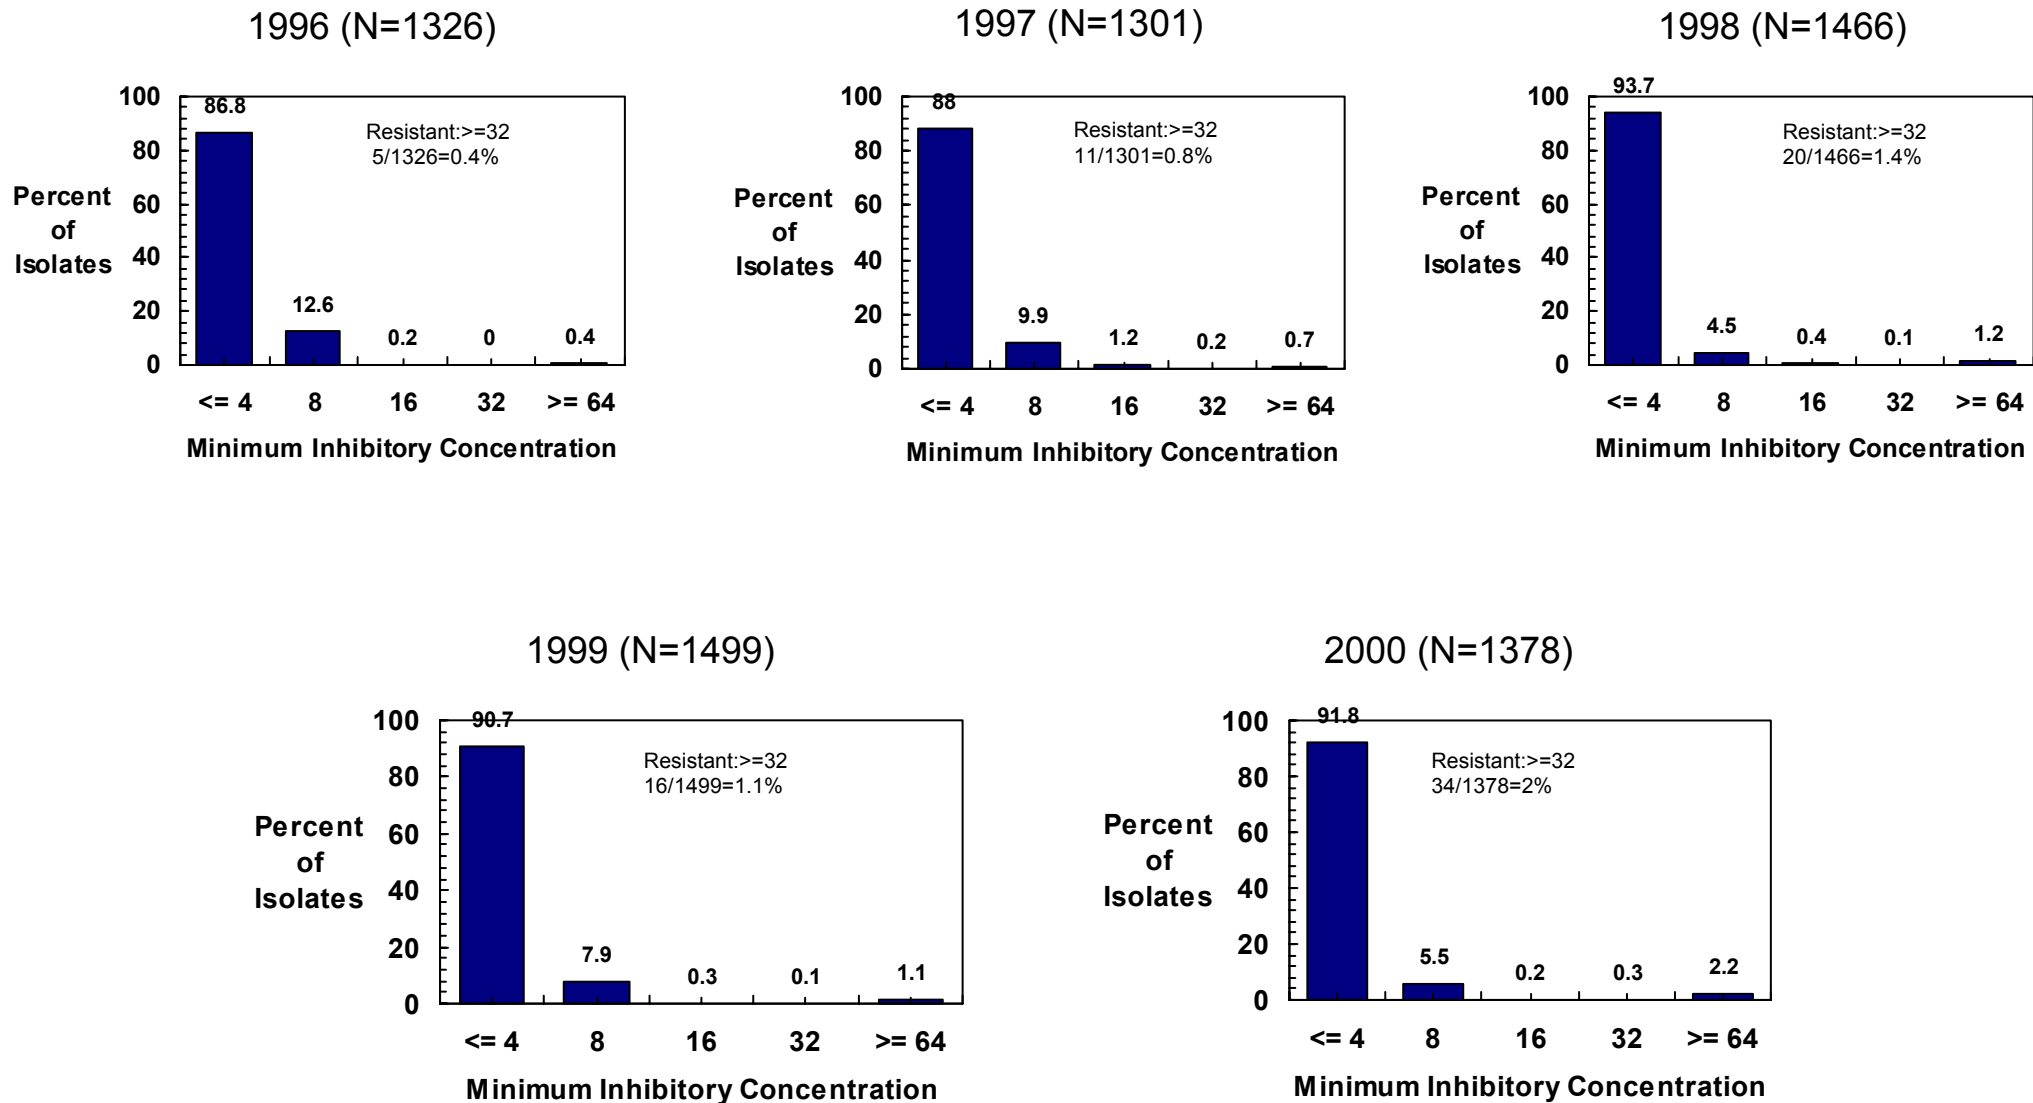 1996 (N=1326)
100
80
60
40
20
0
Percent
of
Isolates
86.8
12.6
0.2
0
0.4
Resistant:>=32
5/1326=0.4%
<= 4 8 16 32 >= 64
Minimum Inhibitory Concentration
1997 (N=1301)
100
80
60
40
20
0
Percent
of
Isolates
88
9.9
1.2
0.2
0.7
Resistant:>=32
11/1301=0.8%
<= 4 8 16 32 >= 64
Minimum Inhibitory Concentration
1998 (N=1466)
100
80
60
40
20
0
Percent
of
Isolates
93.7
4.5
0.4
0.1
1.2
Resistant:>=32
20/1466=1.4%
<= 4 8 16 32 >= 64
Minimum Inhibitory Concentration
1999 (N=1499)
100
80
60
40
20
0
Percent
of
Isolates
90.7
7.9
0.3
0.1
1.1
Resistant:>=32
16/1499=1.1%
<= 4 8 16 32 >= 64
Minimum Inhibitory Concentration
2000 (N=1378)
100
80
60
40
20
0
Percent
of
Isolates
91.8
5.5
0.2
0.3
2.2
Resistant:>=32
34/1378=2%
<= 4 8 16 32 >= 64
Minimum Inhibitory Concentration